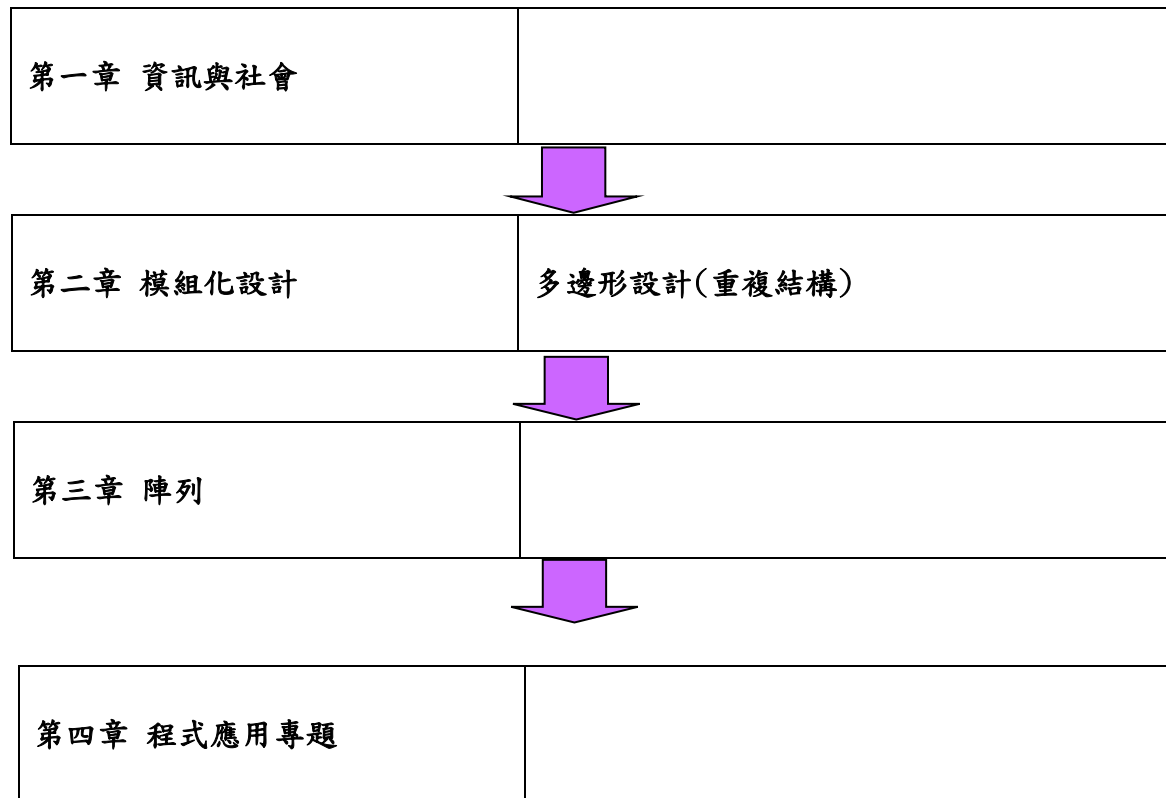 第一章 資訊與社會
第二章 模組化設計
多邊形設計(重複結構)
第三章 陣列
第四章 程式應用專題